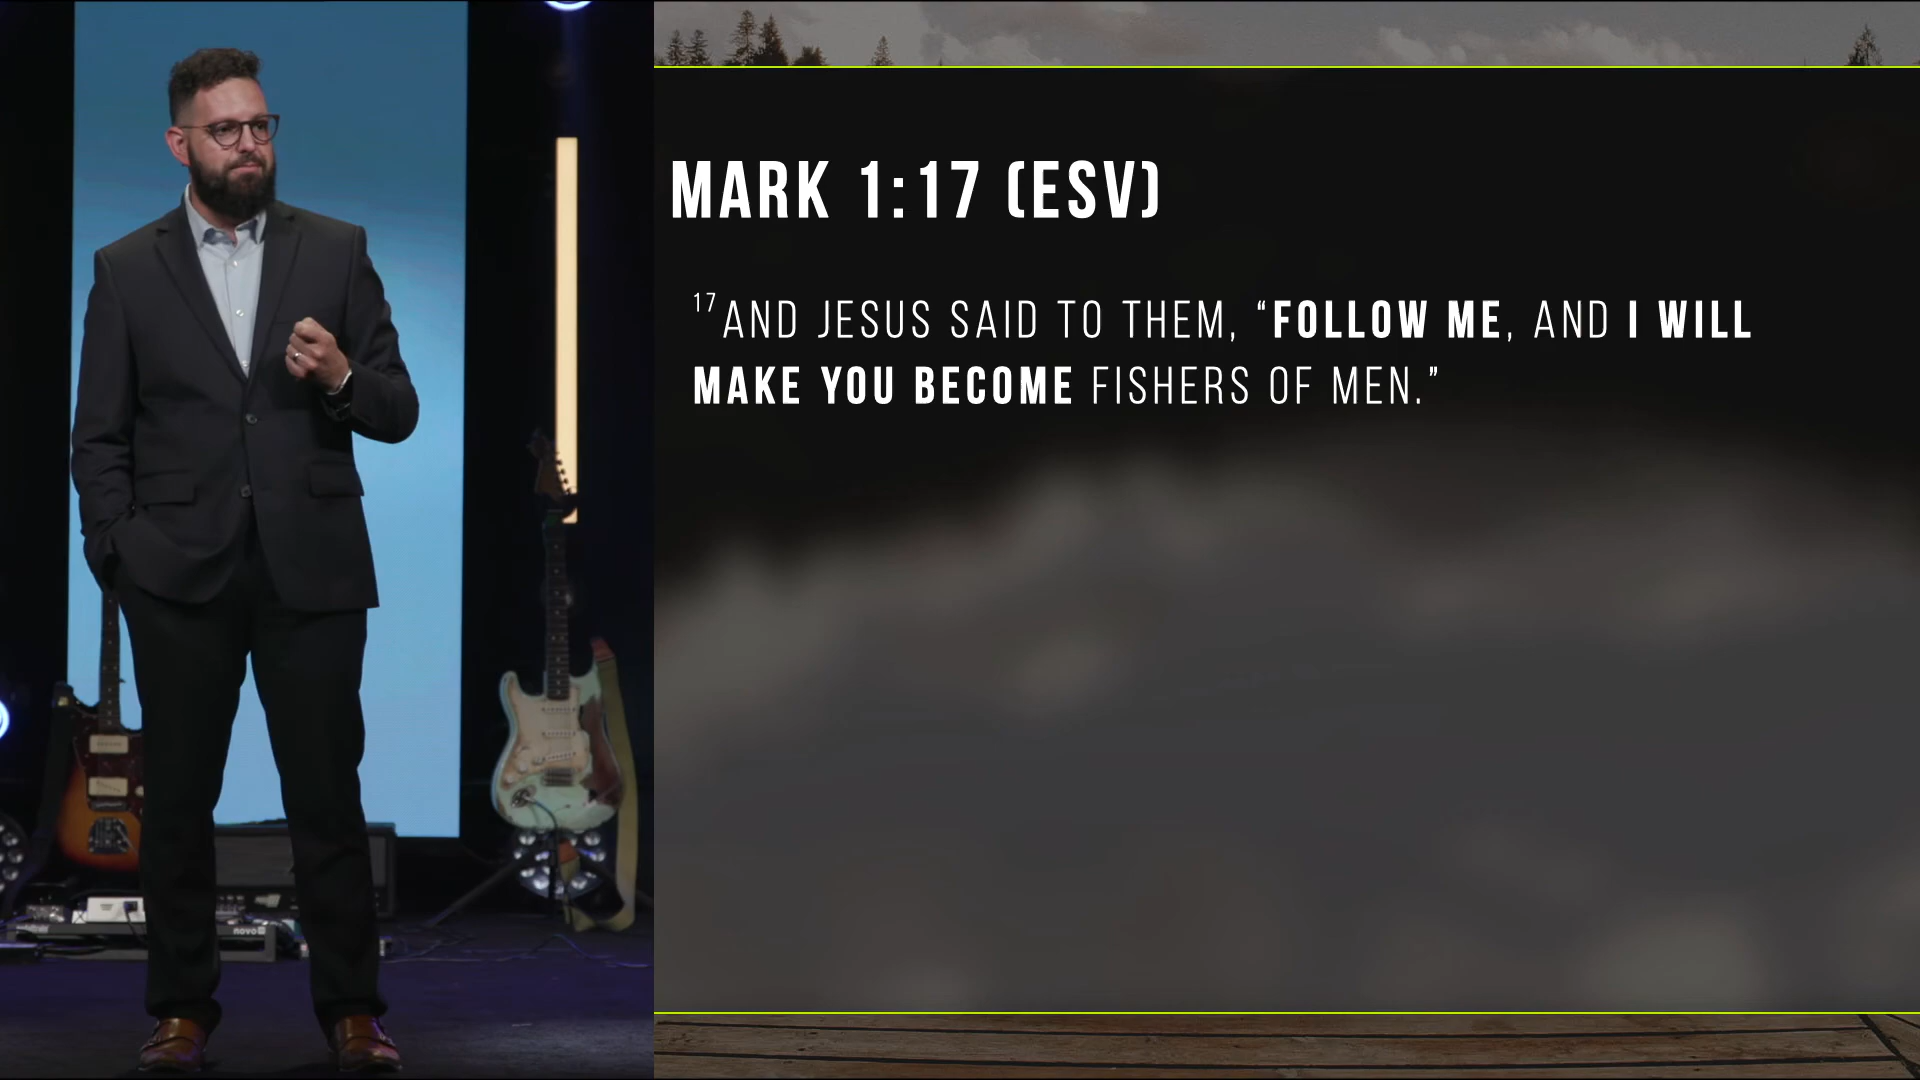 MARK 1:17 (ESV)
17AND JESUS SAID TO THEM, “FOLLOW ME, AND I WILL
MAKE YOU BECOME FISHERS OF MEN.”
novo